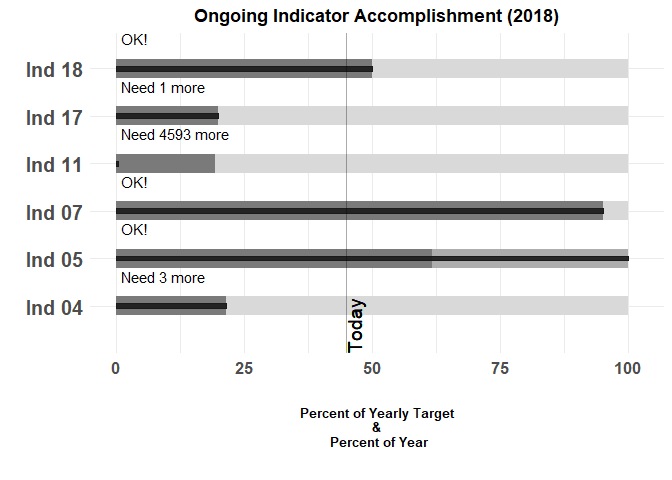 Ongoing Indicator Accomplishment (2018)
OK!
Ind 18
Need 1 more
Ind 17
Need 4593 more
Ind 11
OK!
Ind 07
OK!
Ind 05
Need 3 more
Ind 04
Today
0 25 50 75 100
Percent of Yearly Target
&
Percent of Year